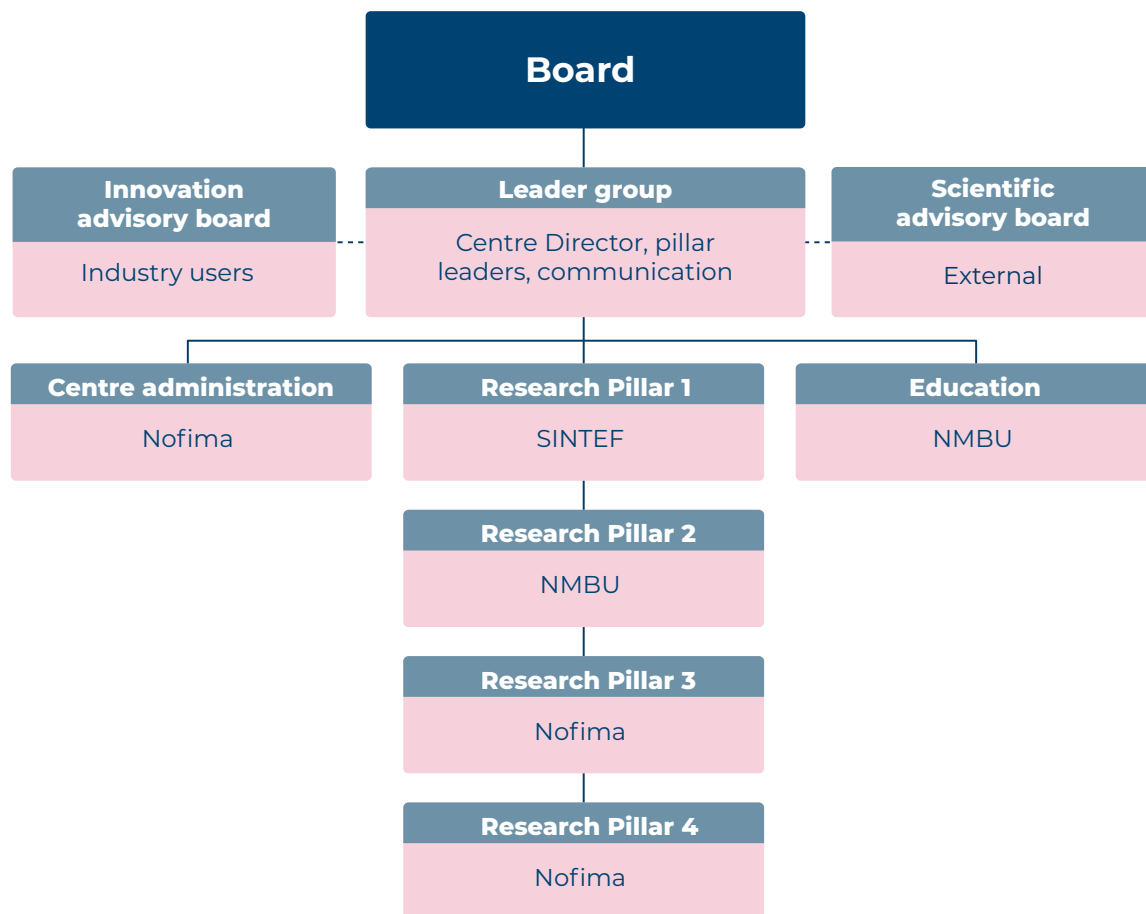 Board
Innovation
advisory board
Industry users
Leader group
Centre Director, pillar
leaders, communication
Scientific
advisory board
External
Centre administration
Nofima
Research Pillar 1
SINTEF
Education
NMBU
Research Pillar 2
NMBU
Research Pillar 3
Nofima
Research Pillar 4
Nofima